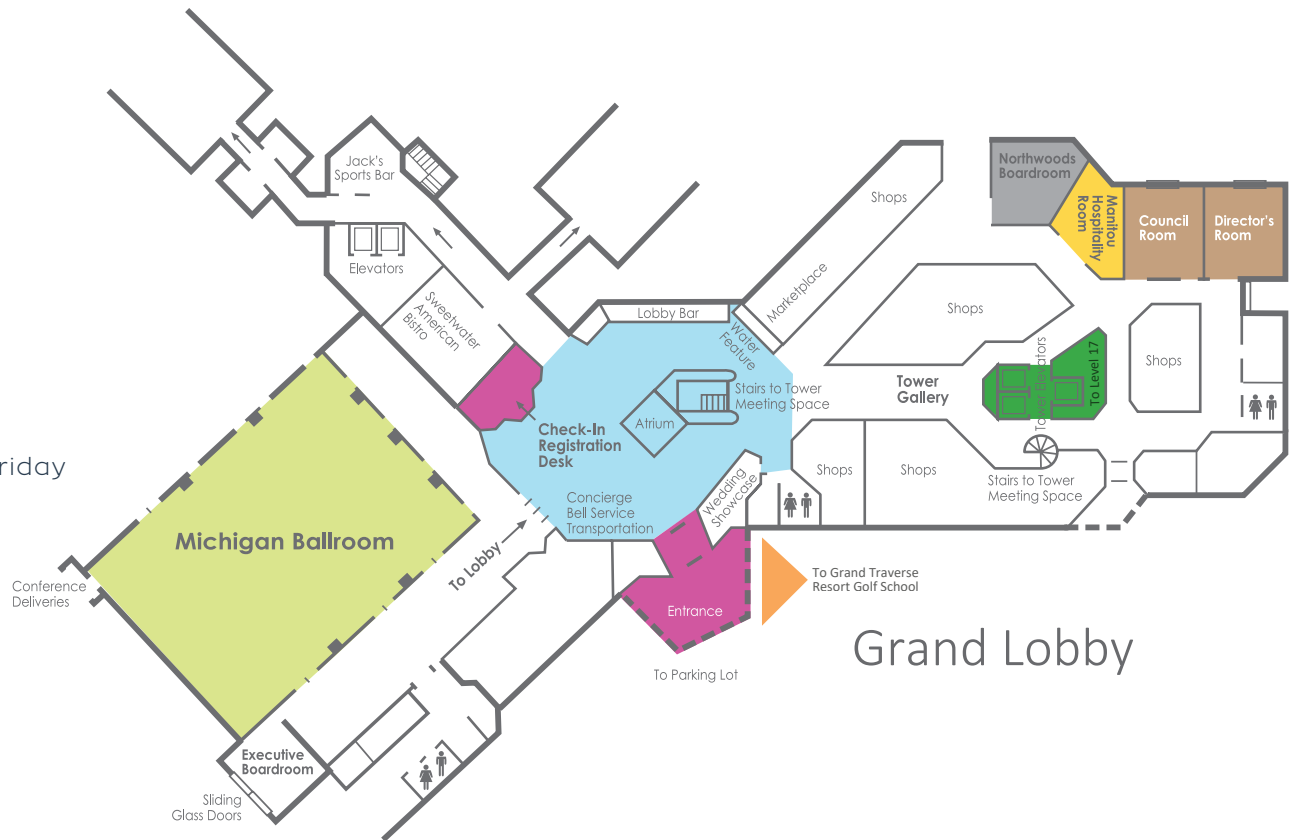 Jack's
Sports Bar
Elevators
Sweetwater
American
Bistro
Lobby Bar
Water
Feature
Marketplace
Shops
Northwoods
Boardroom
Manitou
Hospitality
Room
Council
Room
Director's
Room
Shops
Shops
Tower
Gallery
Tower Elevators
To Level 17
Stairs to Tower
Meeting Space
Atrium
Check-In
Registration
Desk
Shops
Shops
Stairs to Tower
Meeting Space
riday
Concierge
Bell Service
Transportation
Wedding
Showcase
Michigan Ballroom
To Lobby
Conference
Deliveries
Entrance
To Grand Traverse
Resort Golf School
Grand Lobby
To Parking Lot
Executive
Boardroom
Sliding
Glass Doors